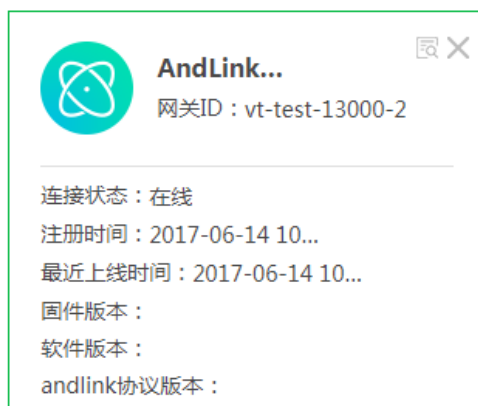 AndLink...
网关ID：vt-test-13000-2
连接状态：在线
注册时间：2017-06-14 10...
最近上线时间：2017-06-14 10...
固件版本：
软件版本：
andlink协议版本：